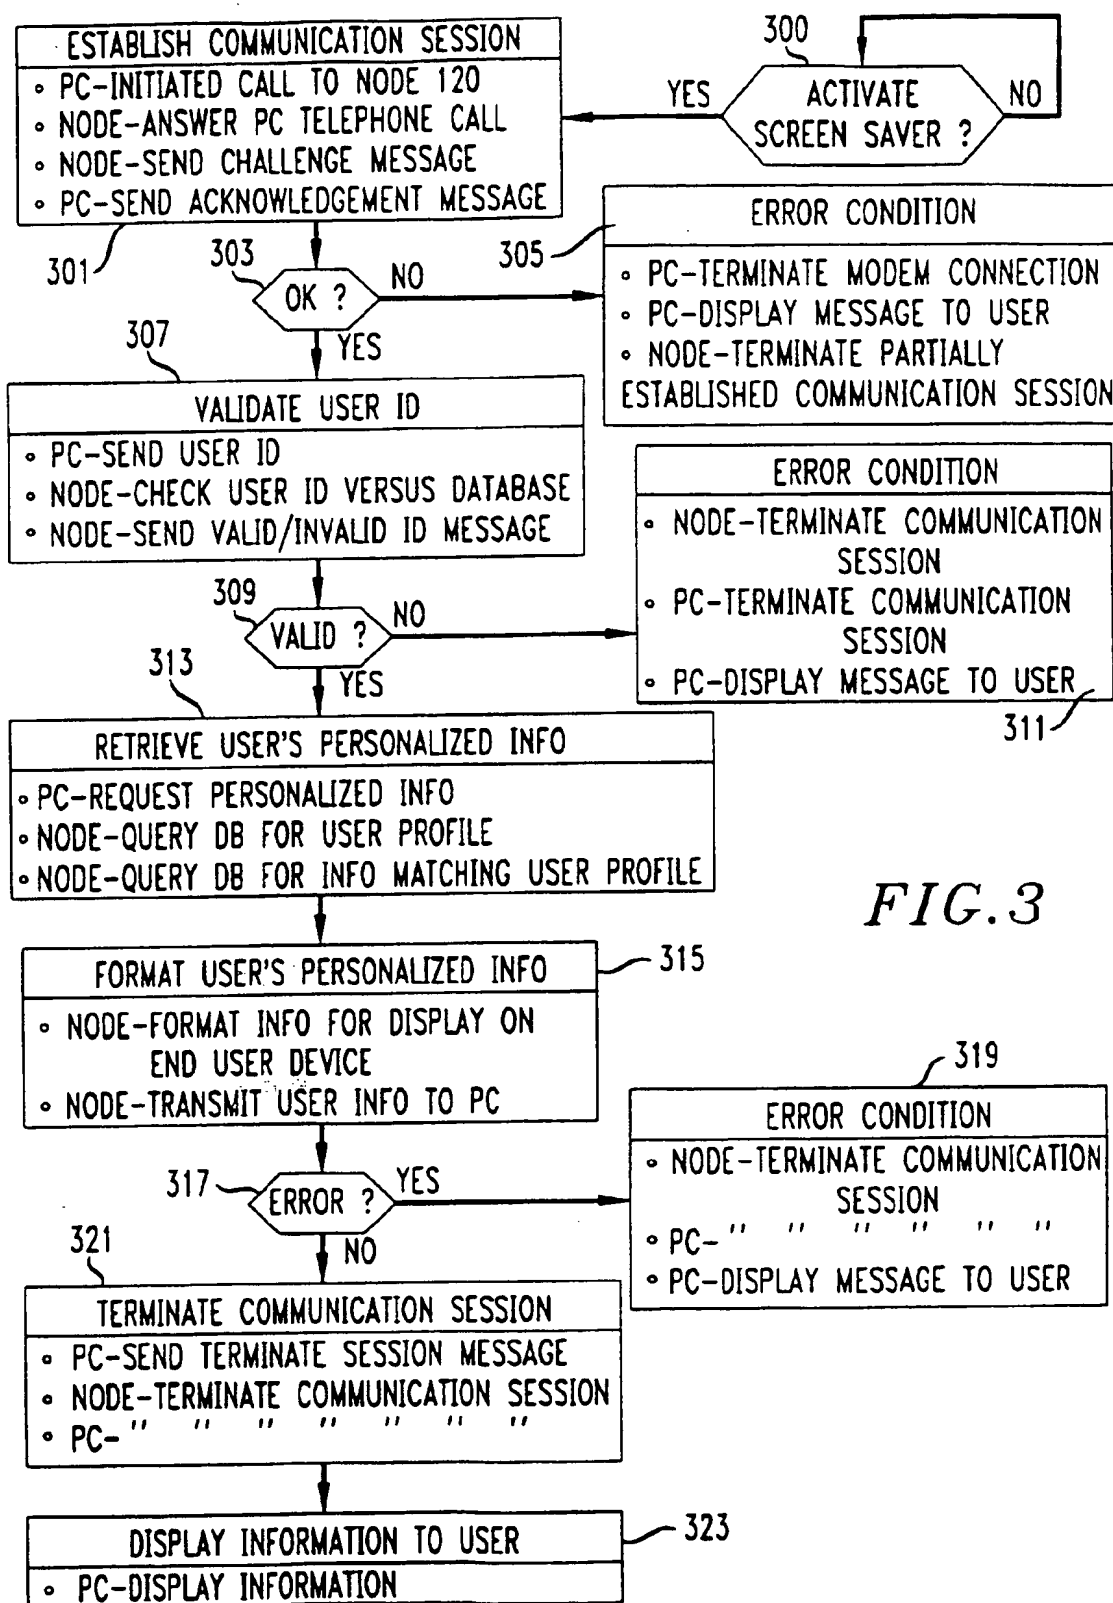 300
ACTIVATE
SCREEN SAVER ?
YES
NO
ESTABLISH COMMUNICATION SESSION
∘ PC-INITIATED CALL TO NODE 120
∘ NODE-ANSWER PC TELEPHONE CALL
∘ NODE-SEND CHALLENGE MESSAGE
∘ PC-SEND ACKNOWLEDGEMENT MESSAGE
301
303
OK ?
NO
YES
305
ERROR CONDITION
∘ PC-TERMINATE MODEM CONNECTION
∘ PC-DISPLAY MESSAGE TO USER
∘ NODE-TERMINATE PARTIALLY
ESTABLISHED COMMUNICATION SESSION
307
VALIDATE USER ID
∘ PC-SEND USER ID
∘ NODE-CHECK USER ID VERSUS DATABASE
∘ NODE-SEND VALID/INVALID ID MESSAGE
309
VALID ?
NO
YES
ERROR CONDITION
∘ NODE-TERMINATE COMMUNICATION
SESSION
∘ PC-TERMINATE COMMUNICATION
SESSION
∘ PC-DISPLAY MESSAGE TO USER
311
313
RETRIEVE USER'S PERSONALIZED INFO
∘ PC-REQUEST PERSONALIZED INFO
∘ NODE-QUERY DB FOR USER PROFILE
∘ NODE-QUERY DB FOR INFO MATCHING USER PROFILE
FIG.3
315
FORMAT USER'S PERSONALIZED INFO
∘ NODE-FORMAT INFO FOR DISPLAY ON
END USER DEVICE
∘ NODE-TRANSMIT USER INFO TO PC
317
ERROR ?
YES
NO
319
ERROR CONDITION
∘ NODE-TERMINATE COMMUNICATION
SESSION
∘ PC- " " " " " "
∘ PC-DISPLAY MESSAGE TO USER
321
TERMINATE COMMUNICATION SESSION
∘ PC-SEND TERMINATE SESSION MESSAGE
∘ NODE-TERMINATE COMMUNICATION SESSION
∘ PC- " " " " " " "
323
DISPLAY INFORMATION TO USER
∘ PC-DISPLAY INFORMATION